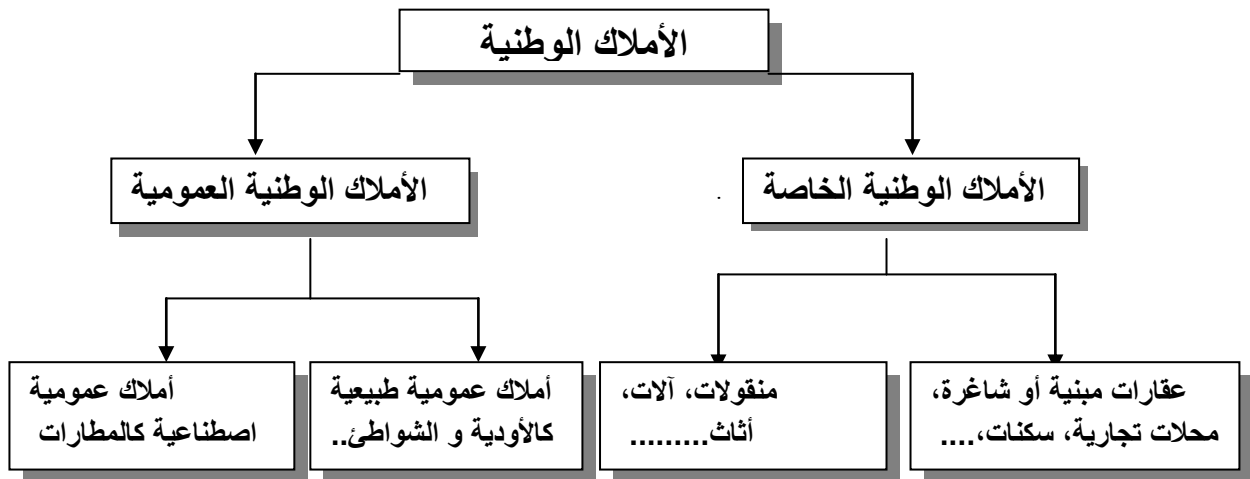 الأملاك الوطنية
الأملاك الوطنية الخاصة
الأملاك الوطنية العمومية
عقارات مبنية أو شاغرة،
محلات تجارية، سكنات،....
منقولات، آلات،
أثاث.........
أملاك عمومية طبيعية
كالأودية و الشواطئ..
أملاك عمومية
اصطناعية كالمطارات